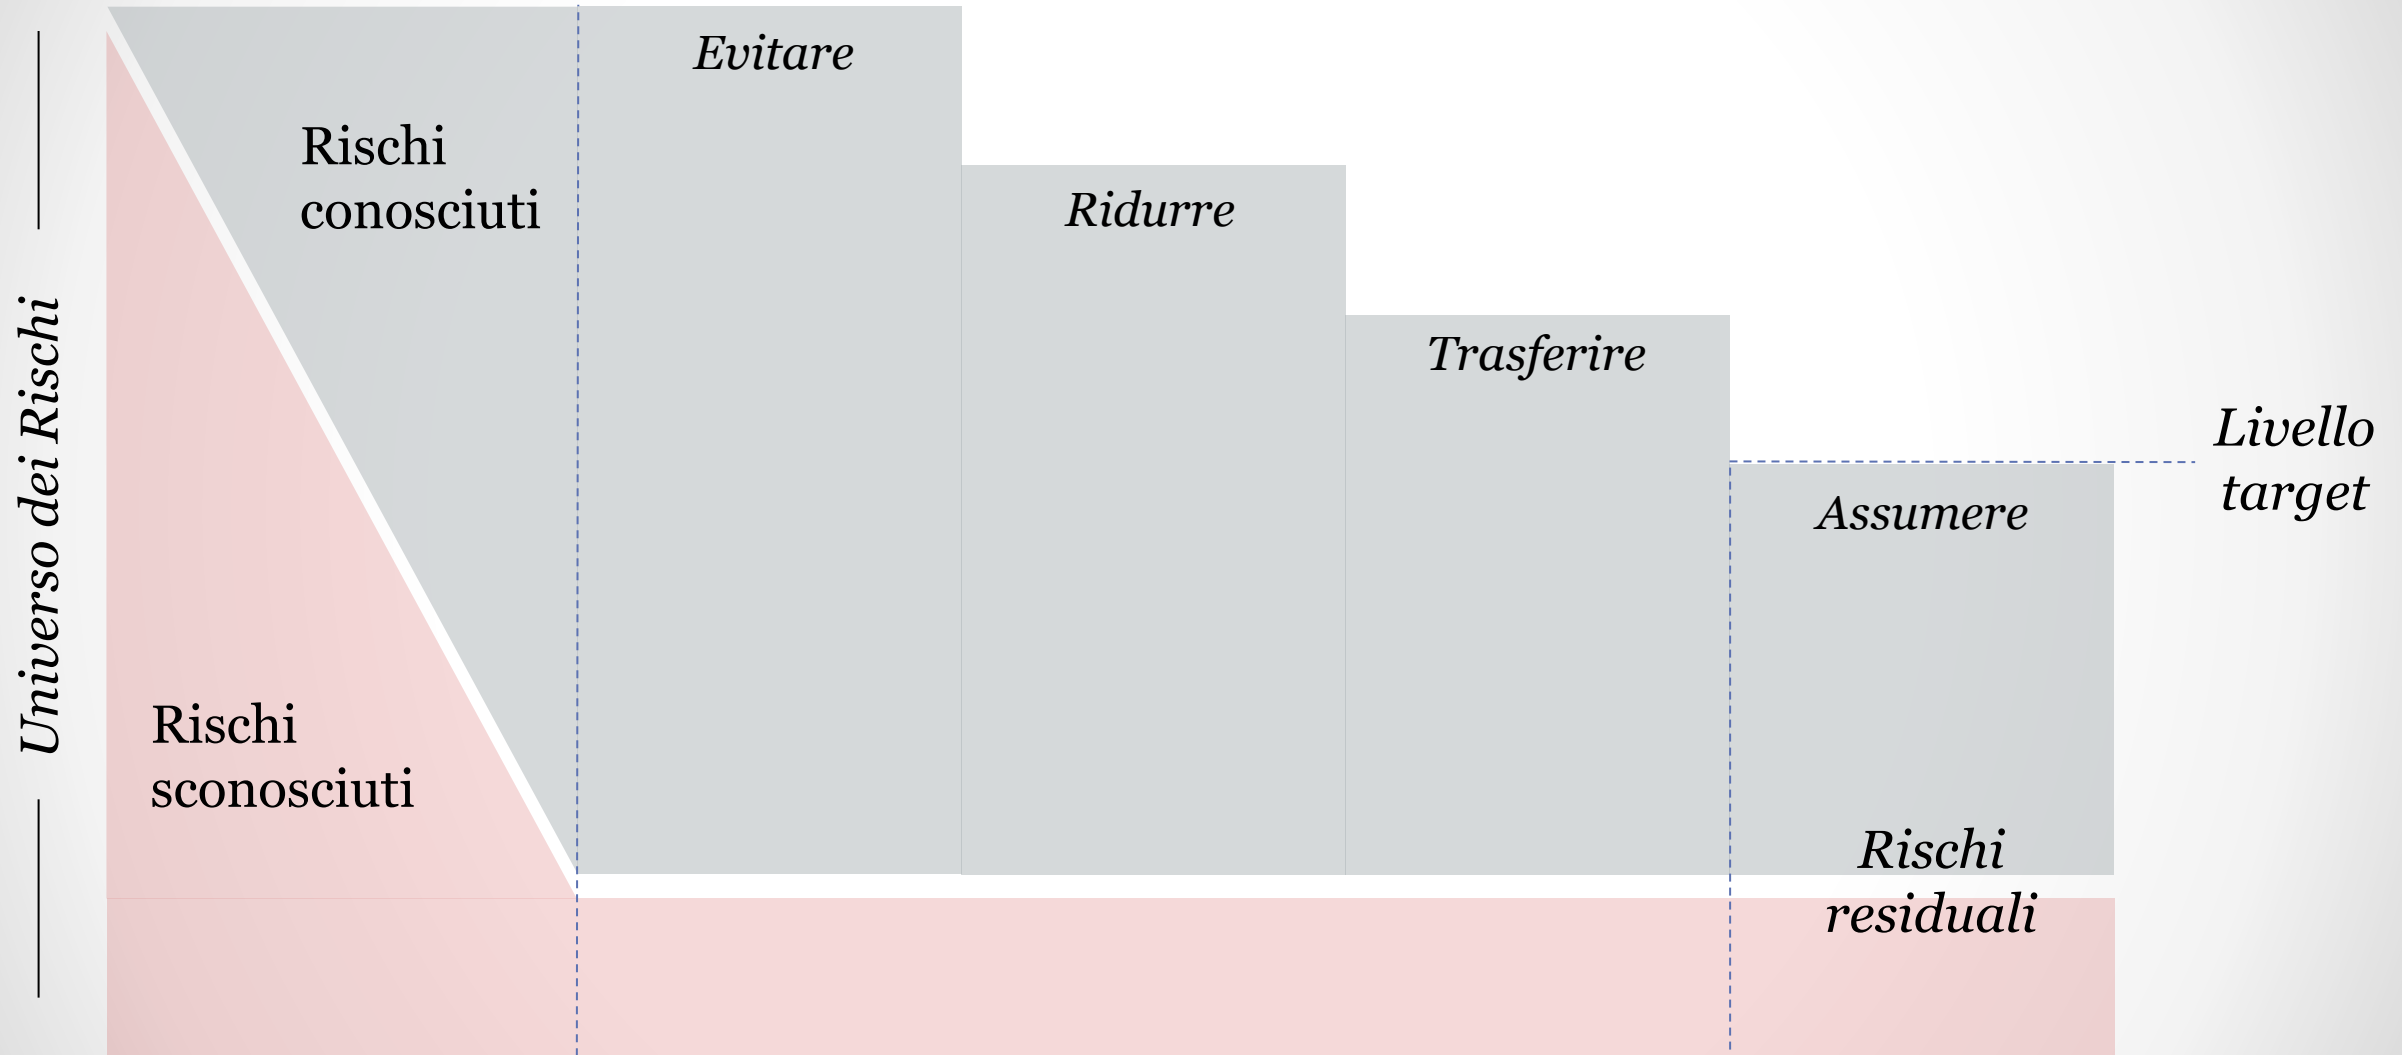 Universo dei Rischi
Rischi
conosciuti
Rischi
sconosciuti
Evitare
Ridurre
Trasferire
Assumere
Rischi
residuali
Livello
target